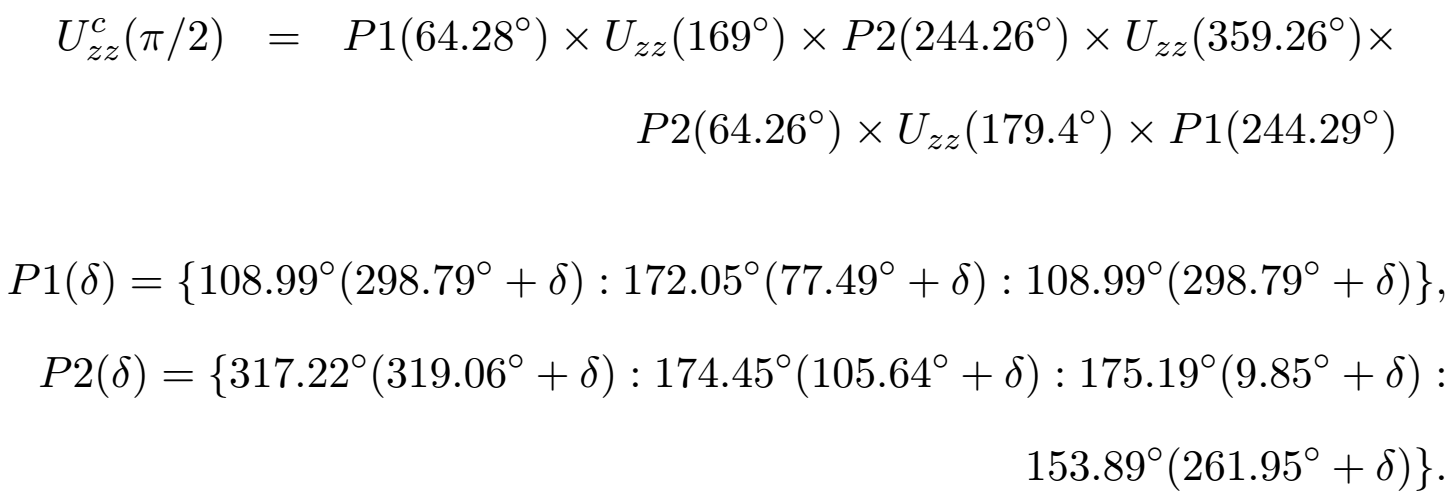 U_{zz}^{c}(π/2) = P1(64.28°) × U_{zz}(169°) × P2(244.26°) × U_{zz}(359.26°)×
P2(64.26°) × U_{zz}(179.4°) × P1(244.29°)
P1(δ) = {108.99°(298.79° + δ) : 172.05°(77.49° + δ) : 108.99°(298.79° + δ)},
P2(δ) = {317.22°(319.06° + δ) : 174.45°(105.64° + δ) : 175.19°(9.85° + δ) :
153.89°(261.95° + δ)}.